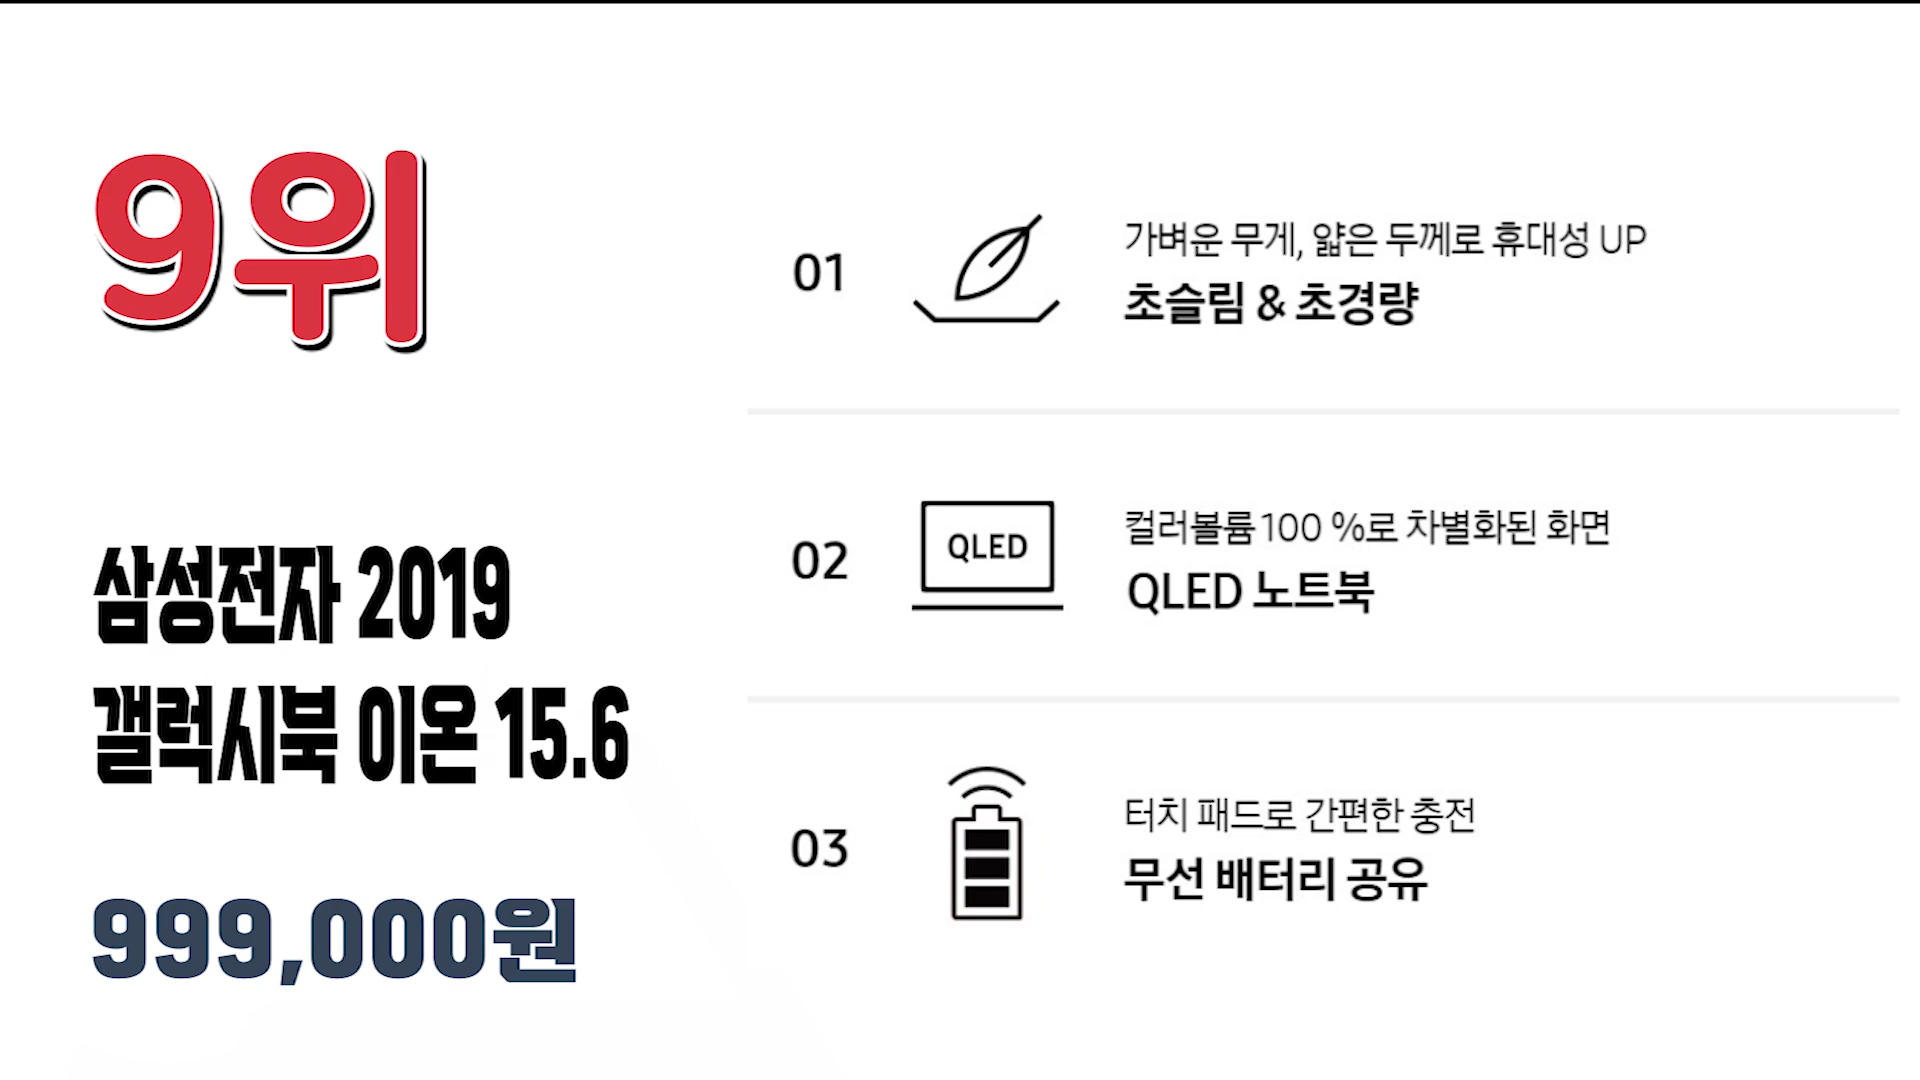 9위
삼성전자 2019
갤럭시북 이온 15.6
999,000원
01
가벼운 무게, 얇은 두께로 휴대성 UP
초슬림 & 초경량
02
QLED
컬러볼륨 100 %로 차별화된 화면
QLED 노트북
03
터치 패드로 간편한 충전
무선 배터리 공유